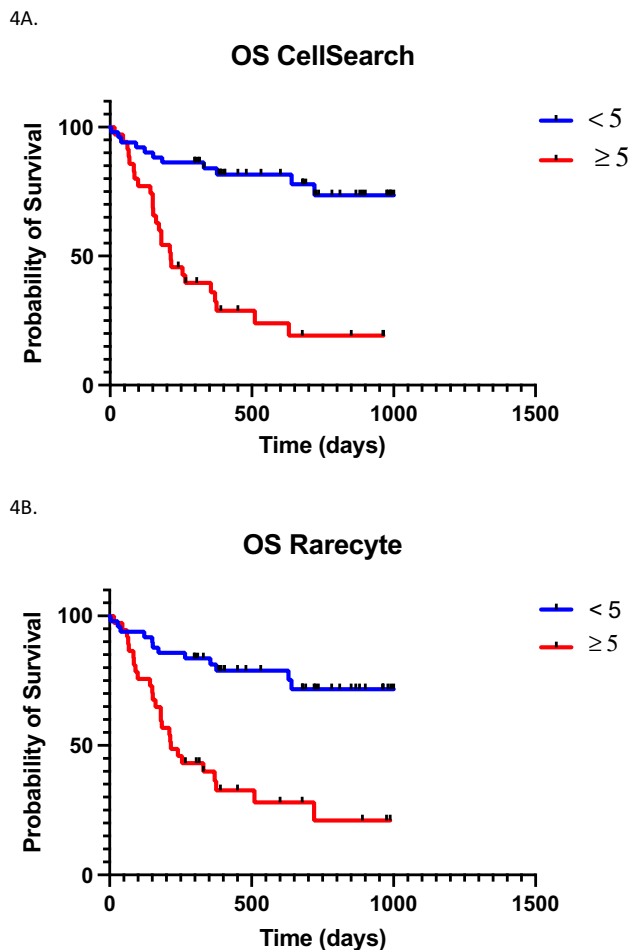 4A.
OS CellSearch
Probability of Survival
100
50
0
0 500 1000 1500
Time (days)
< 5
≥ 5
4B.
OS Rarecyte
Probability of Survival
100
50
0
0 500 1000 1500
Time (days)
< 5
≥ 5